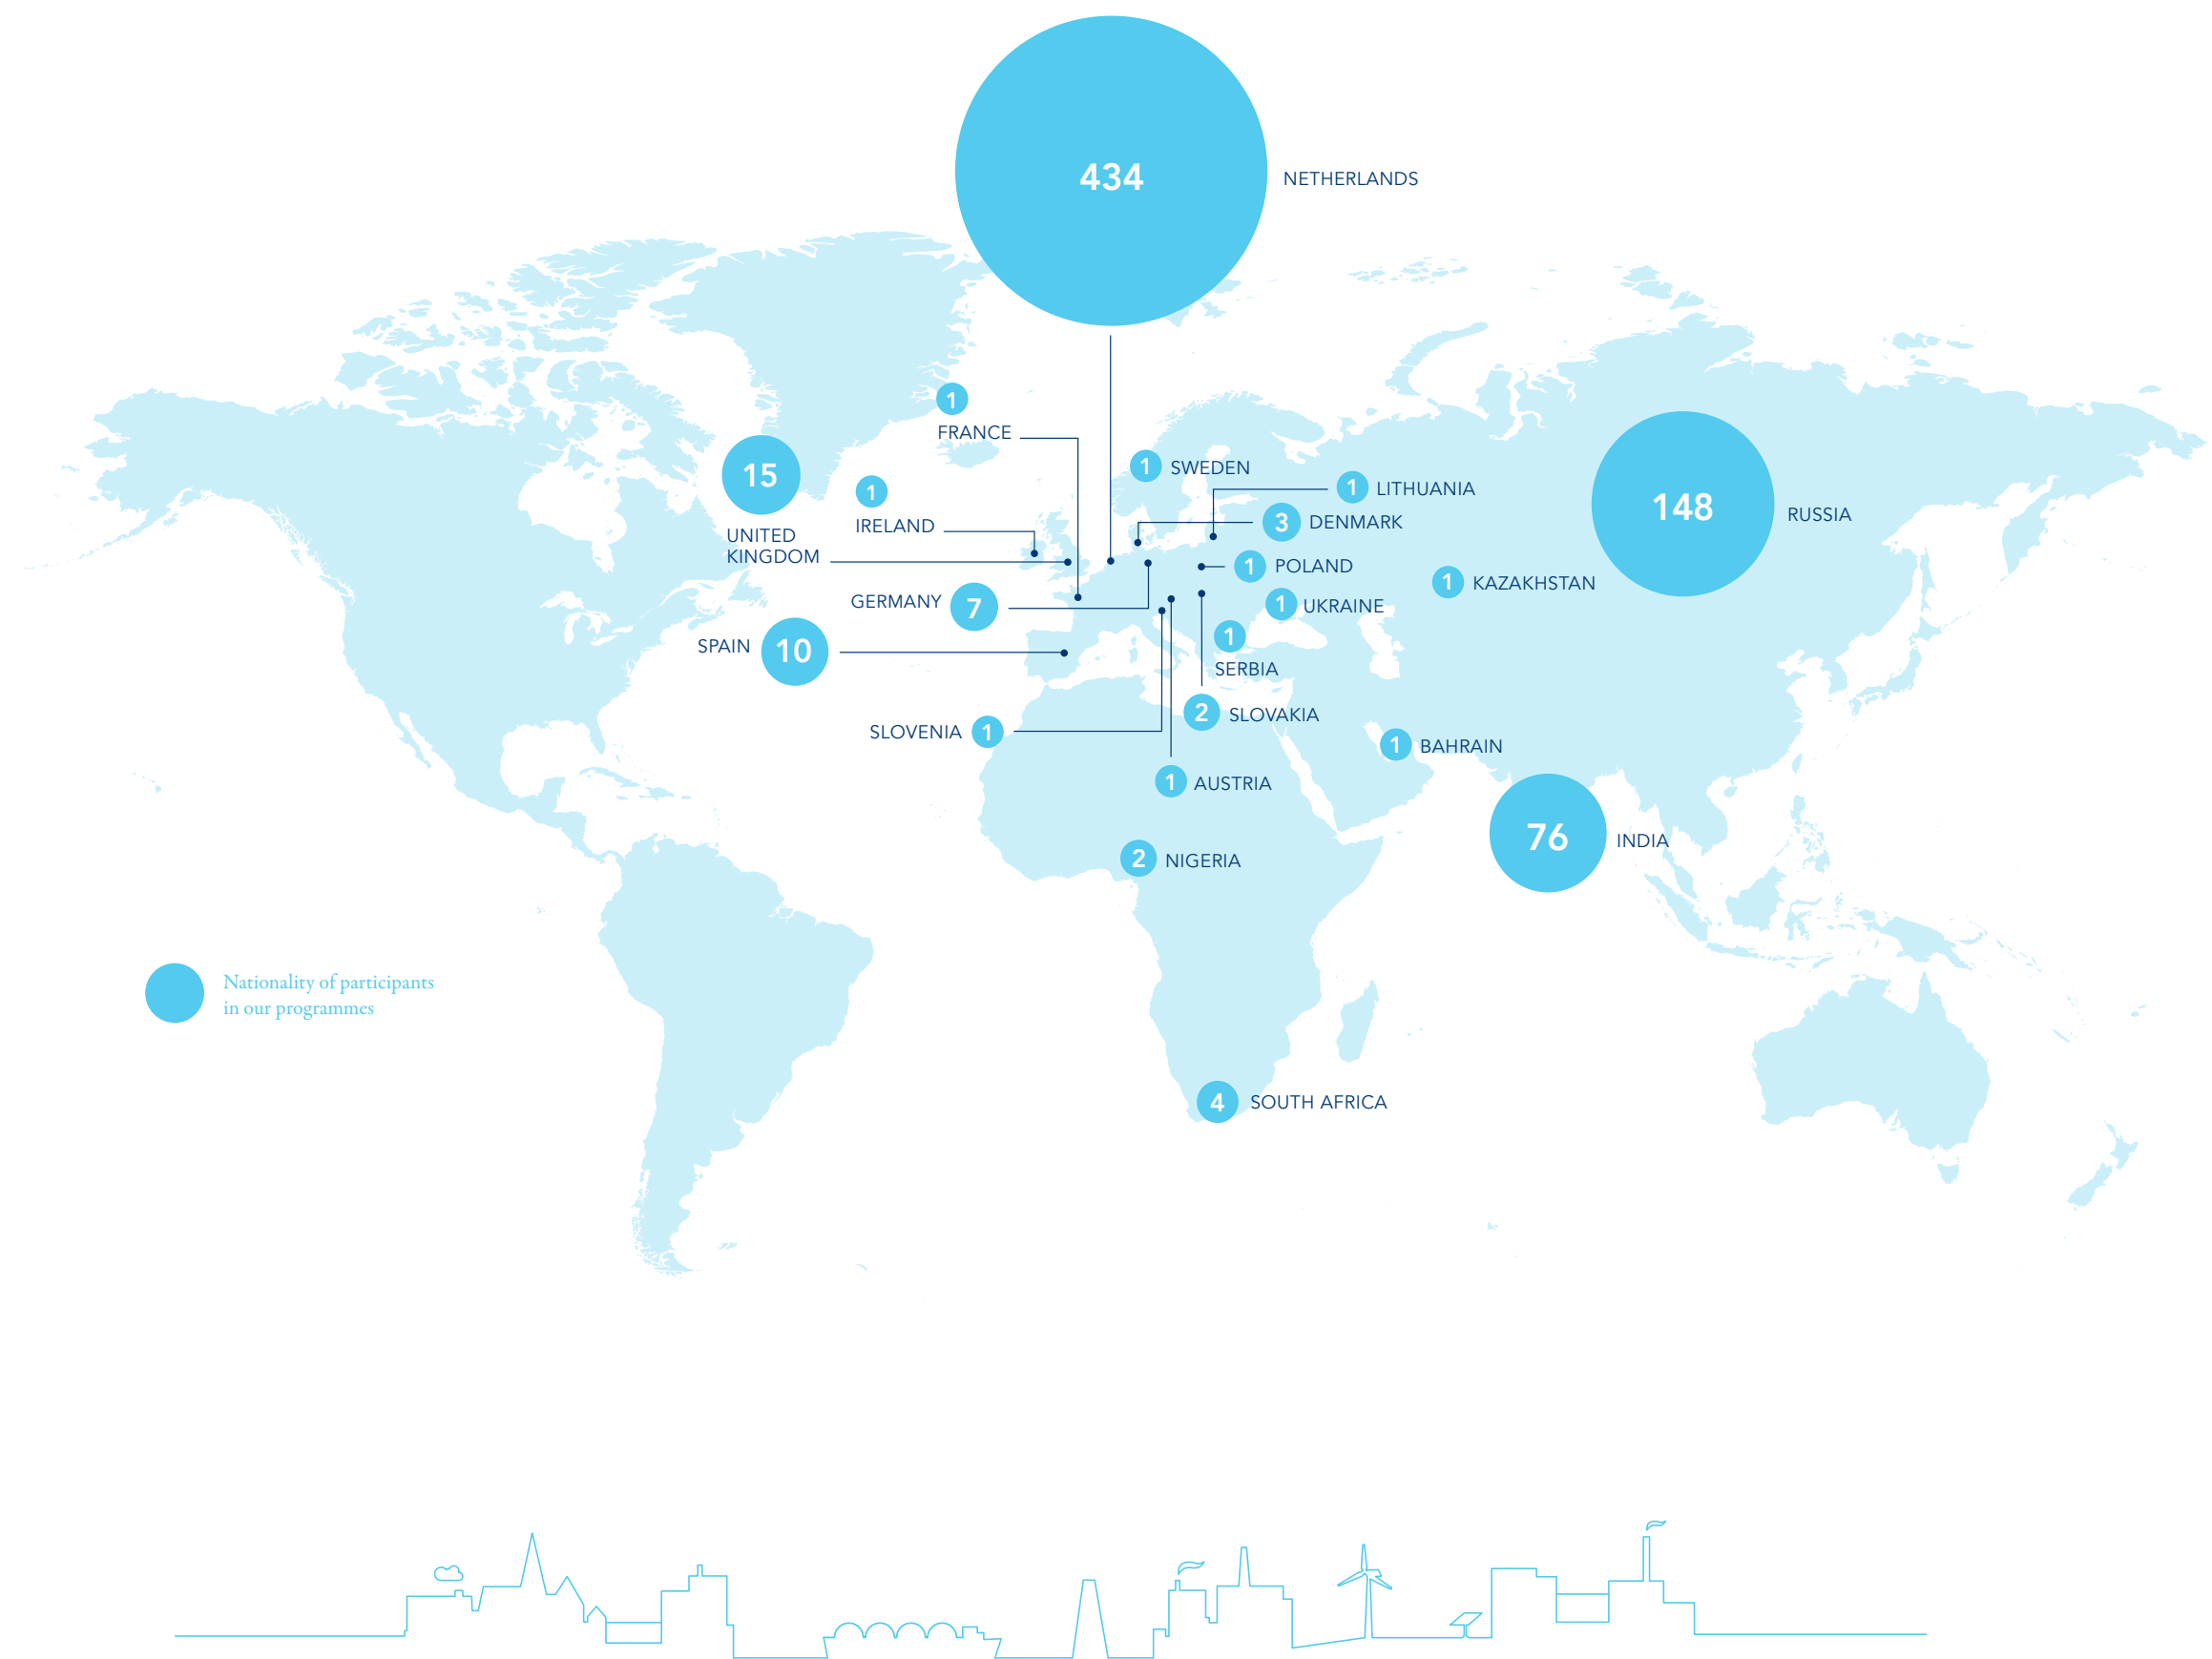 434
NETHERLANDS
1
FRANCE
15
UNITED
KINGDOM
1
IRELAND
1 SWEDEN
1 LITHUANIA
3 DENMARK
148 RUSSIA
1 POLAND
1 KAZAKHSTAN
GERMANY 7
1 UKRAINE
SPAIN 10
1
SERBIA
2 SLOVAKIA
SLOVENIA 1
1 BAHRAIN
1 AUSTRIA
76 INDIA
2 NIGERIA
Nationality of participants
in our programmes
4 SOUTH AFRICA